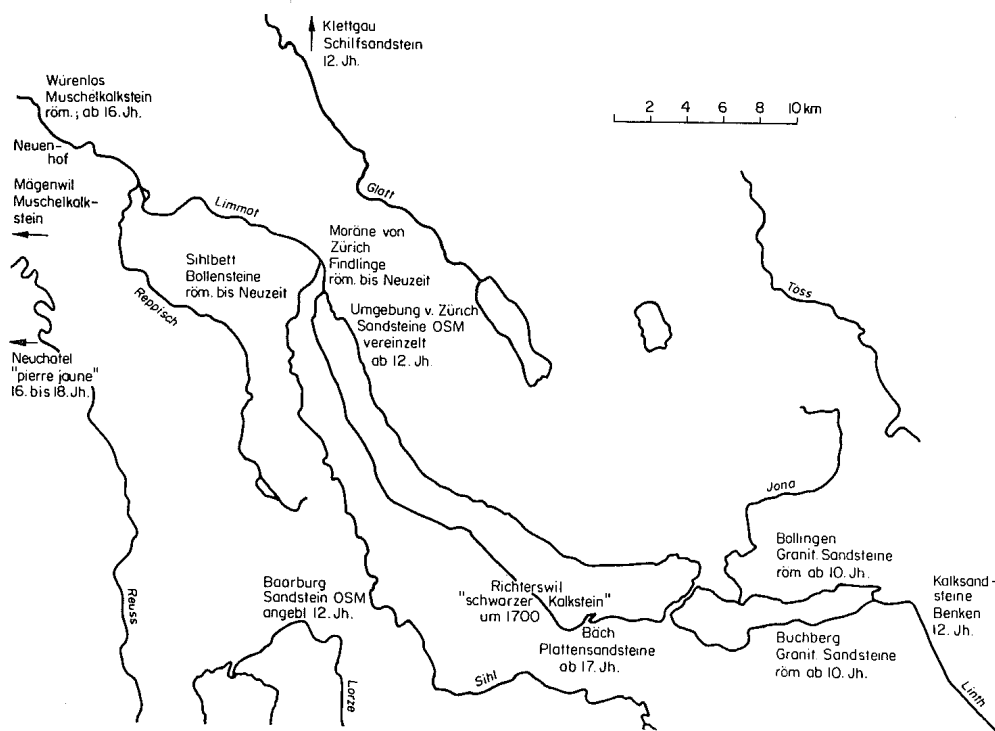 Klettgau
Schilfsandstein
12. Jh.
Würenlos
Muschelkalkstein
röm.; ab 16. Jh.
2 4 6 8 10 km
Neuen-
hof
Mägenwil
Muschelkalk-
stein
Limmat
Glatt
Moräne von
Zürich
Findlinge
röm. bis Neuzeit
Sihlbett
Bollensteine
röm. bis Neuzeit
Reppisch
Töss
Umgebung v. Zürich
Sandsteine OSM
vereinzelt
ab 12. Jh.
Neuchatel
"pierre jaune"
16. bis 18. Jh.
Jona
Bollingen
Granit. Sandsteine
röm ab 10. Jh.
Kalksand-
steine
Benken
12. Jh.
Reuss
Baarburg
Sandstein OSM
angebl 12. Jh.
Richterswil
"schwarzer Kalkstein"
um 1700
Bäch
Plattensandsteine
ab 17. Jh.
Buchberg
Granit. Sandsteine
röm ab 10. Jh.
Lorze
Sihl
Linth